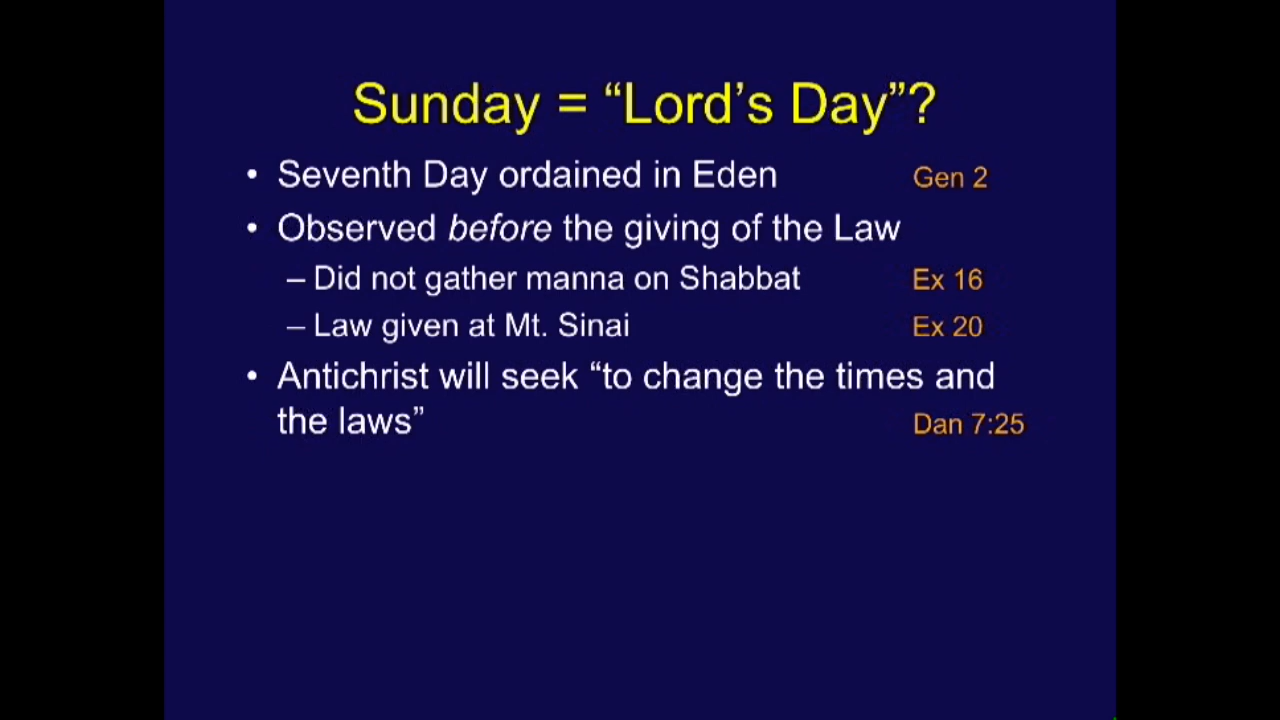 Sunday = “Lord’s Day”?
• Seventh Day ordained in Eden Gen 2
• Observed before the giving of the Law
– Did not gather manna on Shabbat Ex 16
– Law given at Mt. Sinai Ex 20
• Antichrist will seek “to change the times and
the laws” Dan 7:25